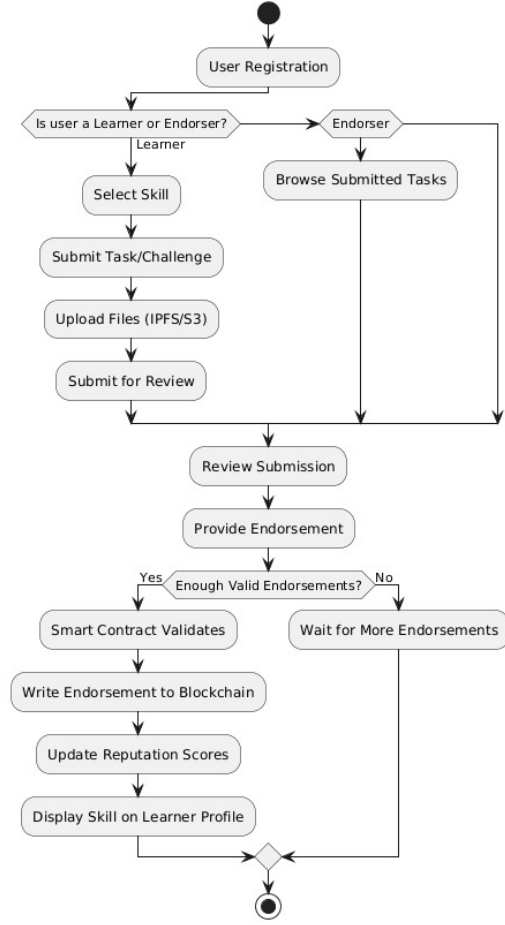 User Registration
Is user a Learner or Endorser?
Endorser
Learner
Select Skill
Browse Submitted Tasks
Submit Task/Challenge
Upload Files (IPFS/S3)
Submit for Review
Review Submission
Provide Endorsement
Yes
Enough Valid Endorsements?
No
Smart Contract Validates
Wait for More Endorsements
Write Endorsement to Blockchain
Update Reputation Scores
Display Skill on Learner Profile